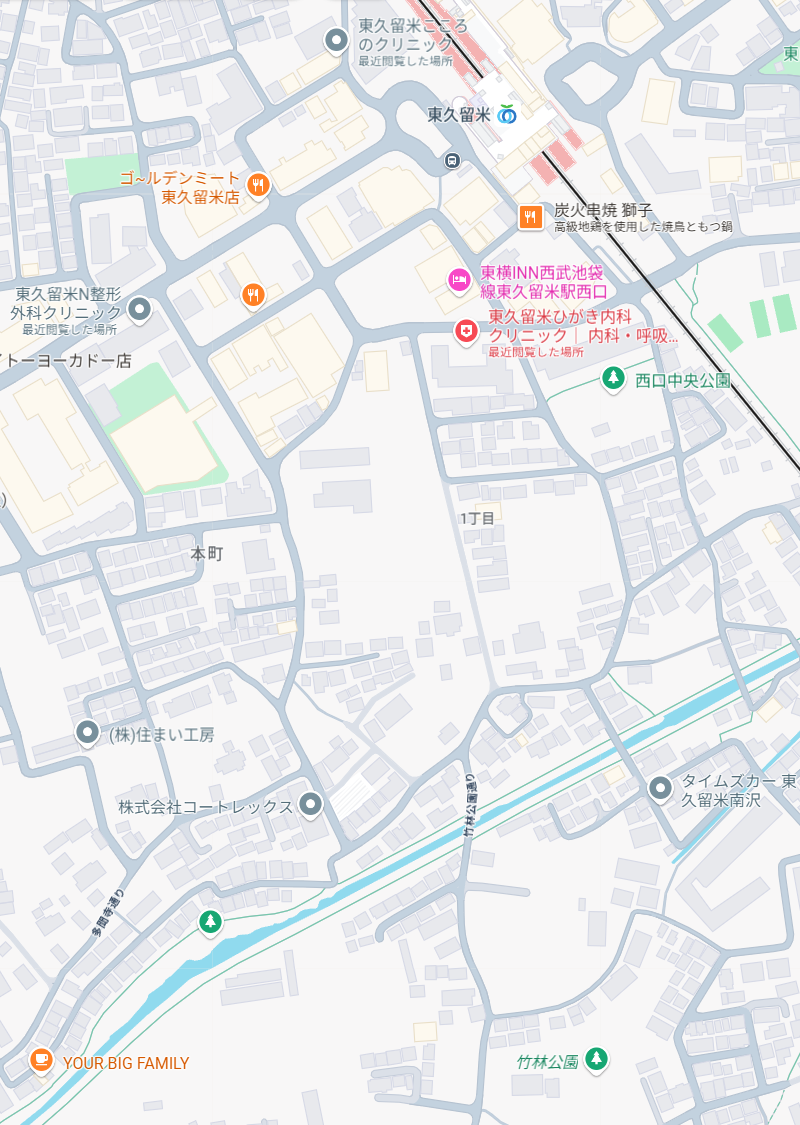 東久留米こころ
のクリニック
最近閲覧した場所
東
東久留米
ゴ~ルデンミート
東久留米店
炭火串焼 獅子
高級地鶏を使用した焼鳥ともつ鍋
東横INN西武池袋
線東久留米駅西口
東久留米N整形
外科クリニック
最近閲覧した場所
東久留米ひがき内科
クリニック｜ 内科・呼吸...
最近閲覧した場所
イトーヨーカドー店
西口中央公園
)
1丁目
本町
(株)住まい工房
株式会社コートレックス
竹林公園通り
タイムズカー 東
久留米南沢
多聞寺通り
YOUR BIG FAMILY
竹林公園